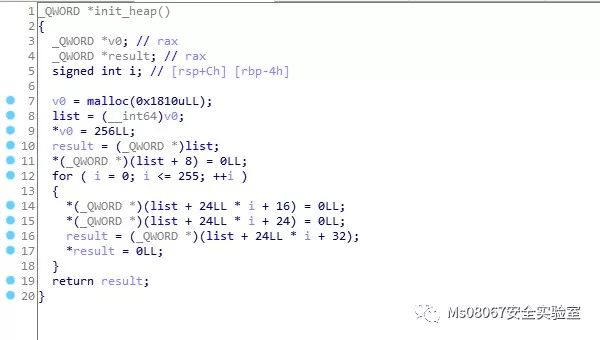 1 _QWORD *init_heap()
2 {
3 _QWORD *v0; // rax
4 _QWORD *result; // rax
5 signed int i; // [rsp+Ch] [rbp-4h]
6
7 v0 = malloc(0x1810uLL);
8 list = (__int64)v0;
9 *v0 = 256LL;
10 result = (_QWORD *)list;
11 *(_QWORD *)(list + 8) = 0LL;
12 for ( i = 0; i <= 255; ++i )
13 {
14 *(_QWORD *)(list + 24LL * i + 16) = 0LL;
15 *(_QWORD *)(list + 24LL * i + 24) = 0LL;
16 result = (_QWORD *)(list + 24LL * i + 32);
17 *result = 0LL;
18 }
19 return result;
20 }
Ms08067安全实验室